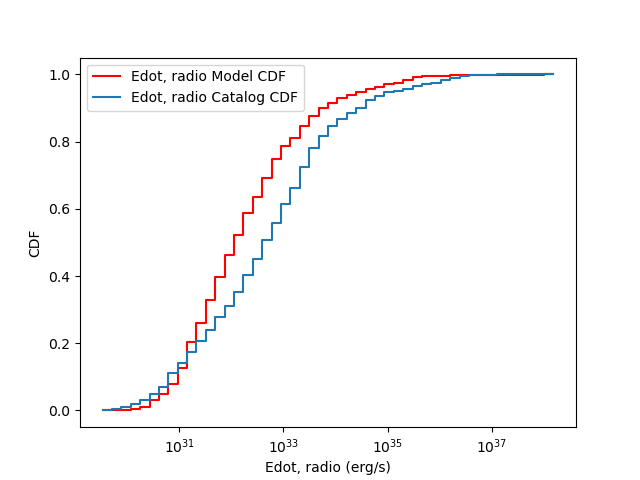 Edot, radio Model CDF
Edot, radio Catalog CDF
1.0
0.8
0.6
0.4
0.2
0.0
CDF
10^31 10^33 10^35 10^37
Edot, radio (erg/s)